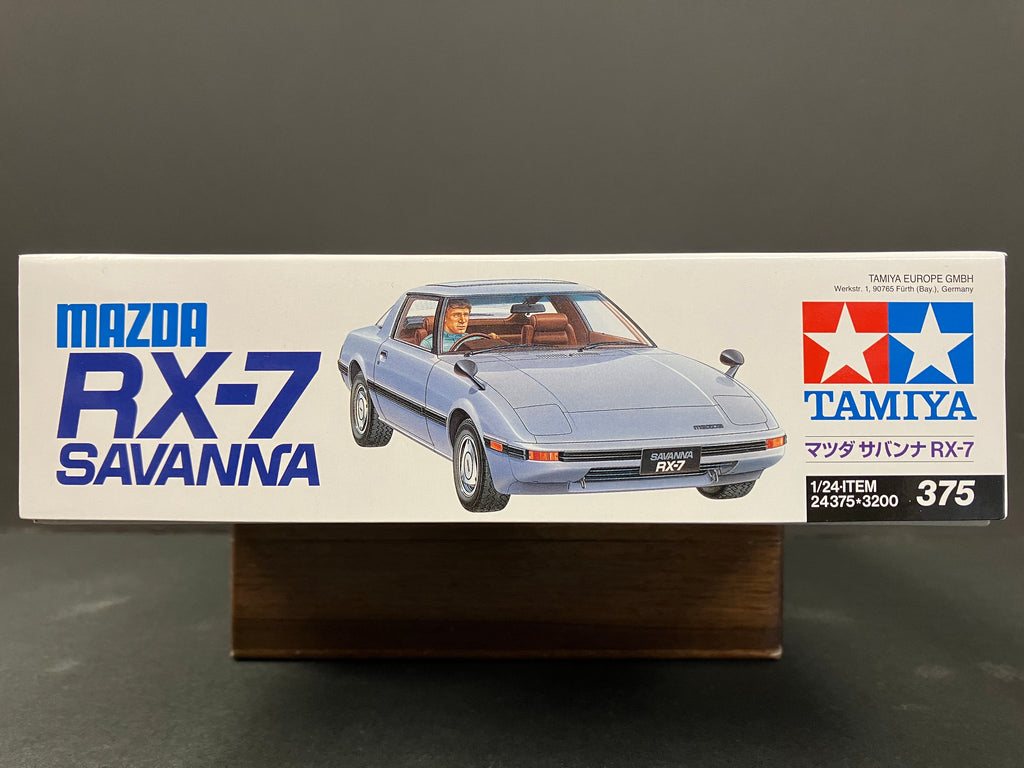 MAZDA
RX-7
SAVANNA
MAZDA
SAVANNA
RX-7
TAMIYA EUROPE GMBH
Werkstr. 1, 90765 Fürth (Bay.), Germany
TAMIYA
マツダ サバンナ RX-7
1/24•ITEM
24375*3200
375